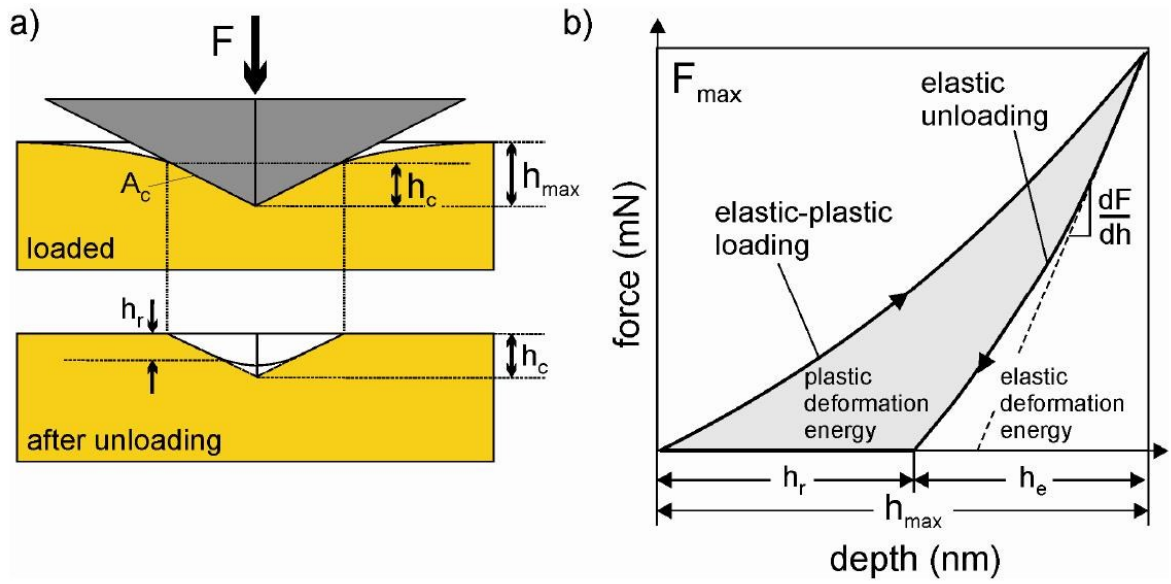 a)
F
A_c
h_c
h_max
loaded
h_r
h_c
after unloading
b)
F_max
elastic
unloading
elastic-plastic
loading
dF
dh
plastic
deformation
energy
elastic
deformation
energy
force (mN)
h_r
h_e
h_max
depth (nm)